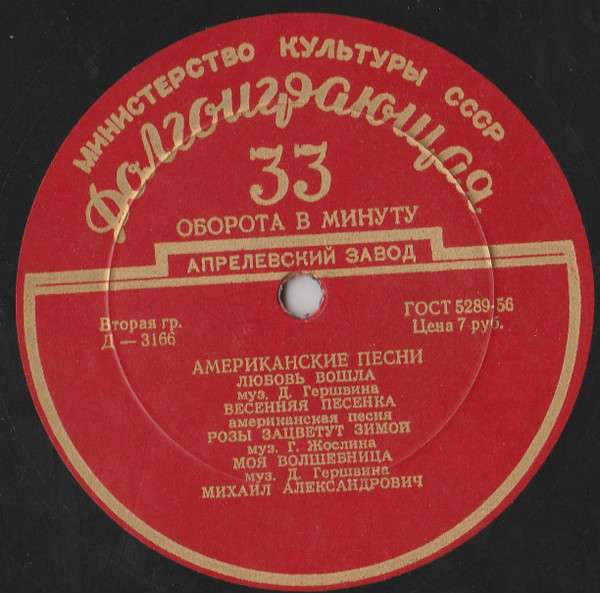 МИНИСТЕРСТВО КУЛЬТУРЫ СССР
Долгоиграющая
33
ОБОРОТА В МИНУТУ
АПРЕЛЕВСКИЙ ЗАВОД
Вторая гр.
Д — 3166
ГОСТ 5289-56
Цена 7 руб.
АМЕРИКАНСКИЕ ПЕСНИ
ЛЮБОВЬ ВОШЛА
муз. Д. Гершвина
ВЕСЕННЯЯ ПЕСЕНКА
американская песня
РОЗЫ ЗАЦВЕТУТ ЗИМОЙ
муз. Г. Жослина
МОЯ ВОЛШЕБНИЦА
муз. Д. Гершвина
МИХАИЛ АЛЕКСАНДРОВИЧ